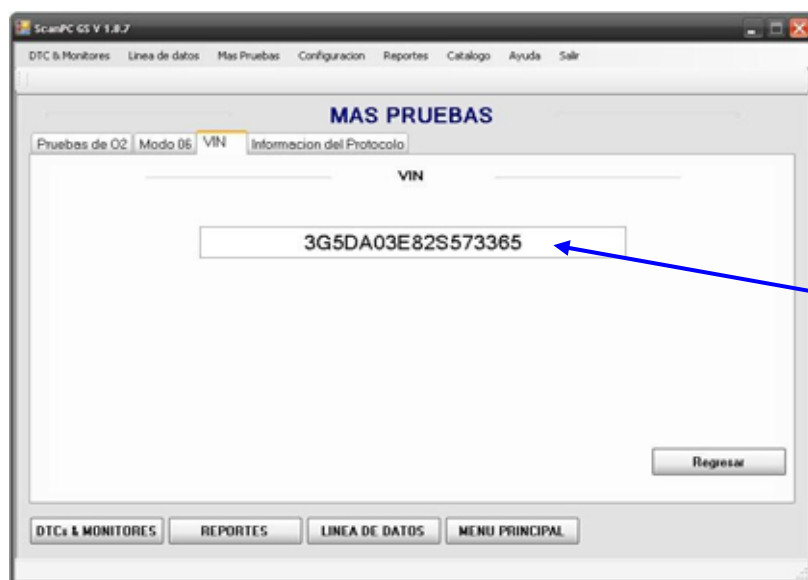 ScanPC GS V 1.0.7
DTC & Monitores Linea de datos Mas Pruebas Configuracion Reportes Catalogo Ayuda Salir
MAS PRUEBAS
Pruebas de O2 Modo 06 VIN Informacion del Protocolo
VIN
3G5DA03E82S573365
Regresar
DTCs & MONITORES REPORTES LINEA DE DATOS MENU PRINCIPAL